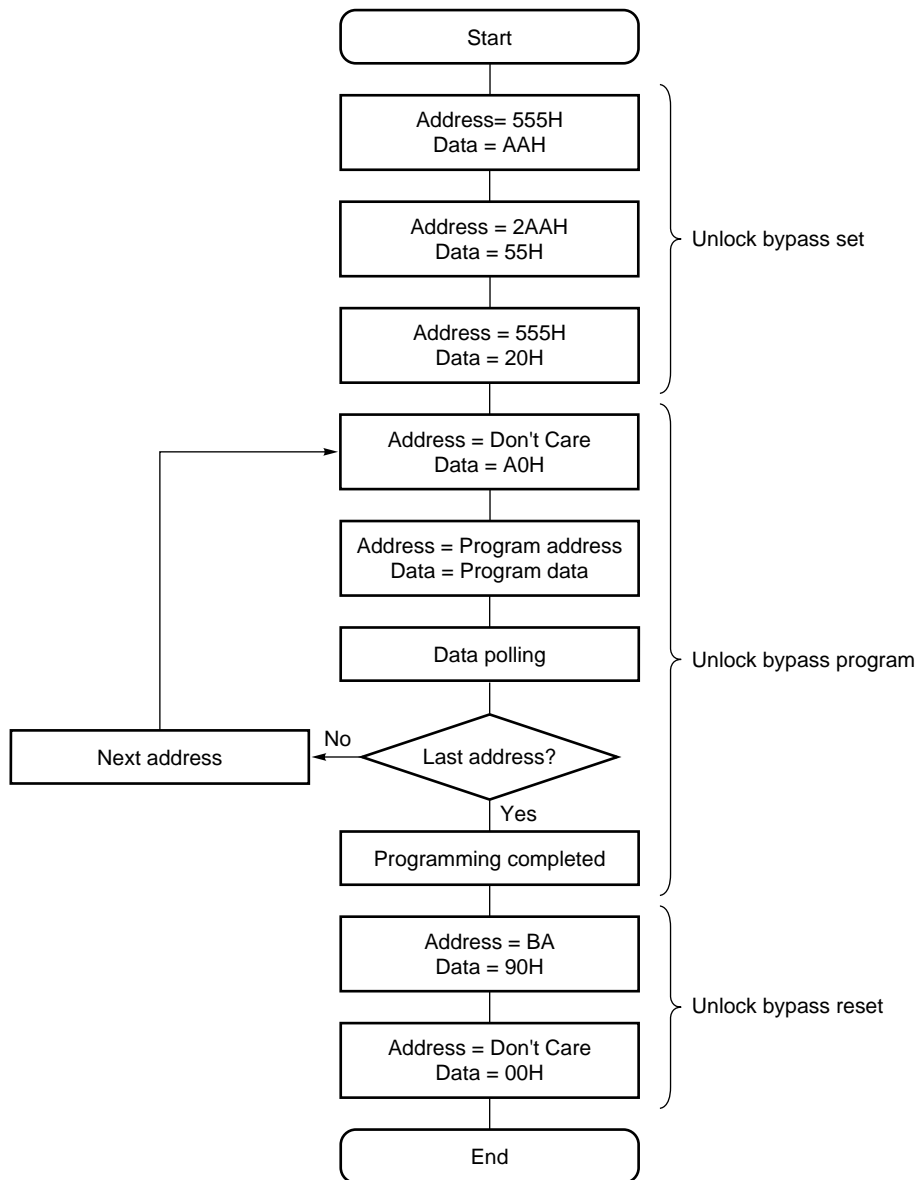 Start
Address= 555H
Data = AAH
Address = 2AAH
Data = 55H
Unlock bypass set
Address = 555H
Data = 20H
Address = Don't Care
Data = A0H
Address = Program address
Data = Program data
Data polling
Unlock bypass program
Next address
No
Last address?
Yes
Programming completed
Address = BA
Data = 90H
Unlock bypass reset
Address = Don't Care
Data = 00H
End